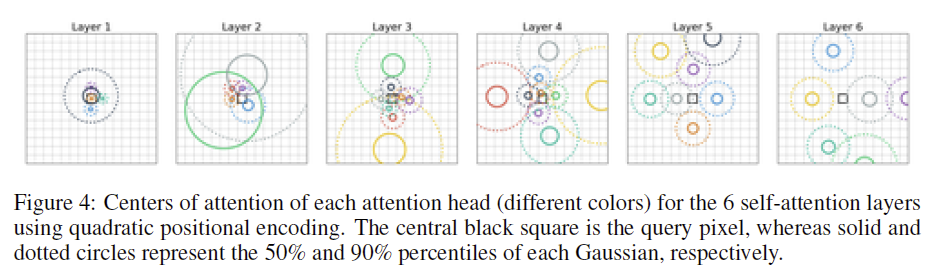 Layer 1 Layer 2 Layer 3 Layer 4 Layer 5 Layer 6
Figure 4: Centers of attention of each attention head (different colors) for the 6 self-attention layers
using quadratic positional encoding. The central black square is the query pixel, whereas solid and
dotted circles represent the 50% and 90% percentiles of each Gaussian, respectively.